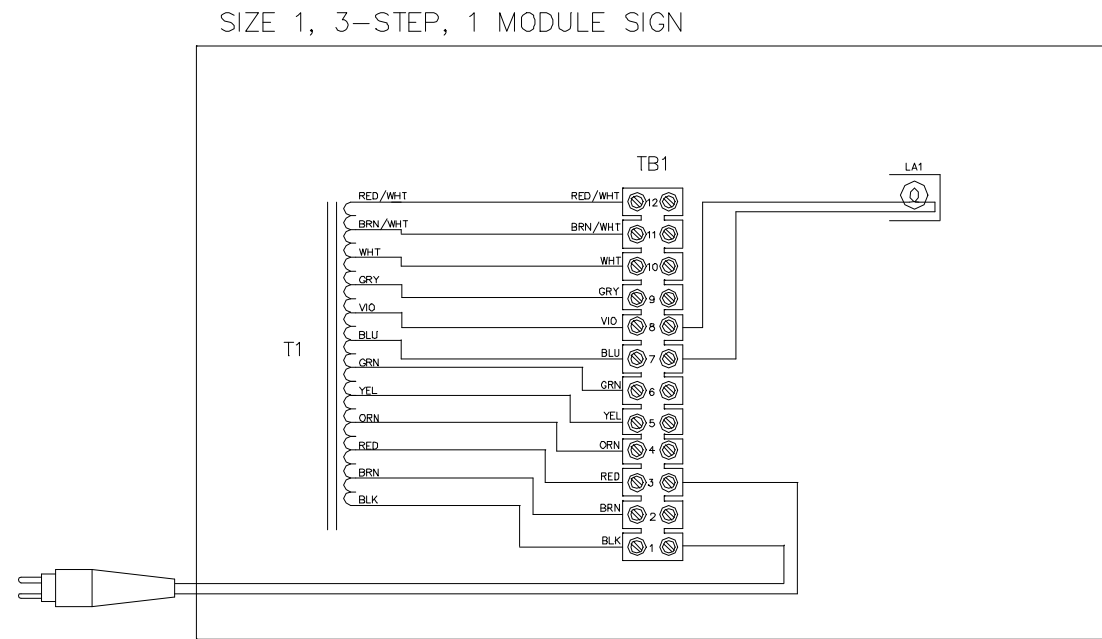 SIZE 1, 3-STEP, 1 MODULE SIGN
TB1
LA1
RED/WHT RED/WHT 12
BRN/WHT BRN/WHT 11
WHT WHT 10
GRY GRY 9
VIO VIO 8
BLU BLU 7
T1
GRN GRN 6
YEL YEL 5
ORN ORN 4
RED RED 3
BRN BRN 2
BLK BLK 1